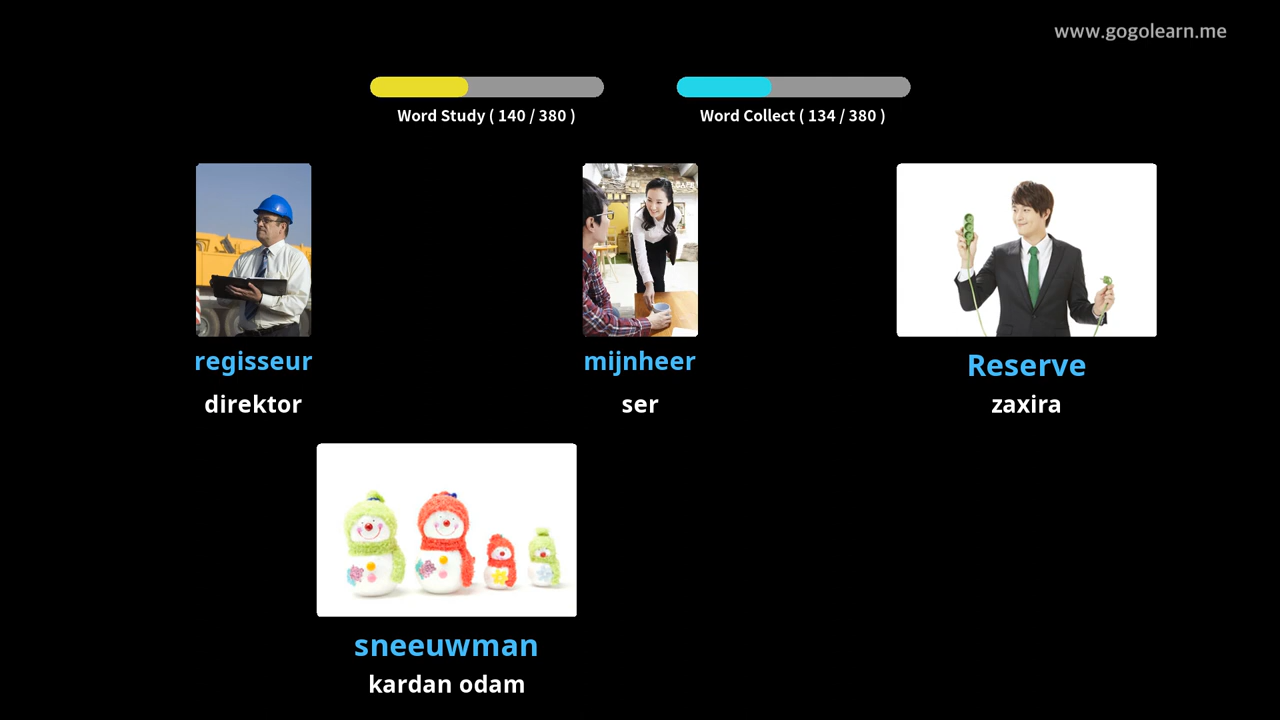 www.gogolearn.me
Word Study ( 140 / 380 )
Word Collect ( 134 / 380 )
regisseur
direktor
mijnheer
ser
Reserve
zaxira
sneeuwman
kardan odam